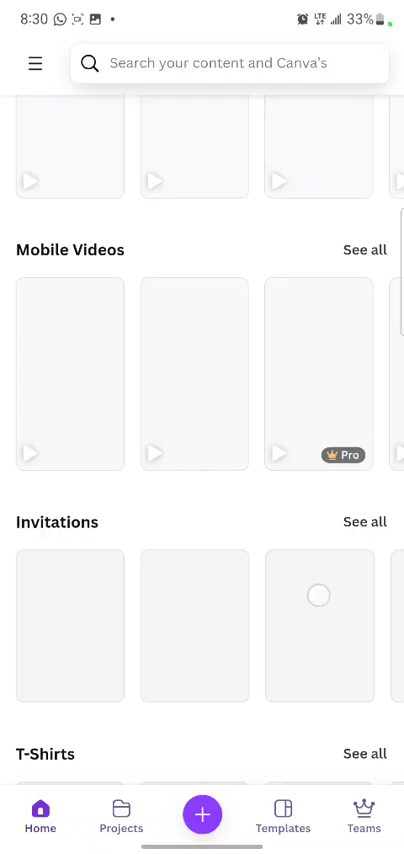 8:30 LTE 33%
Search your content and Canva's
Mobile Videos See all
Pro
Invitations See all
T-Shirts See all
Home Projects Templates Teams